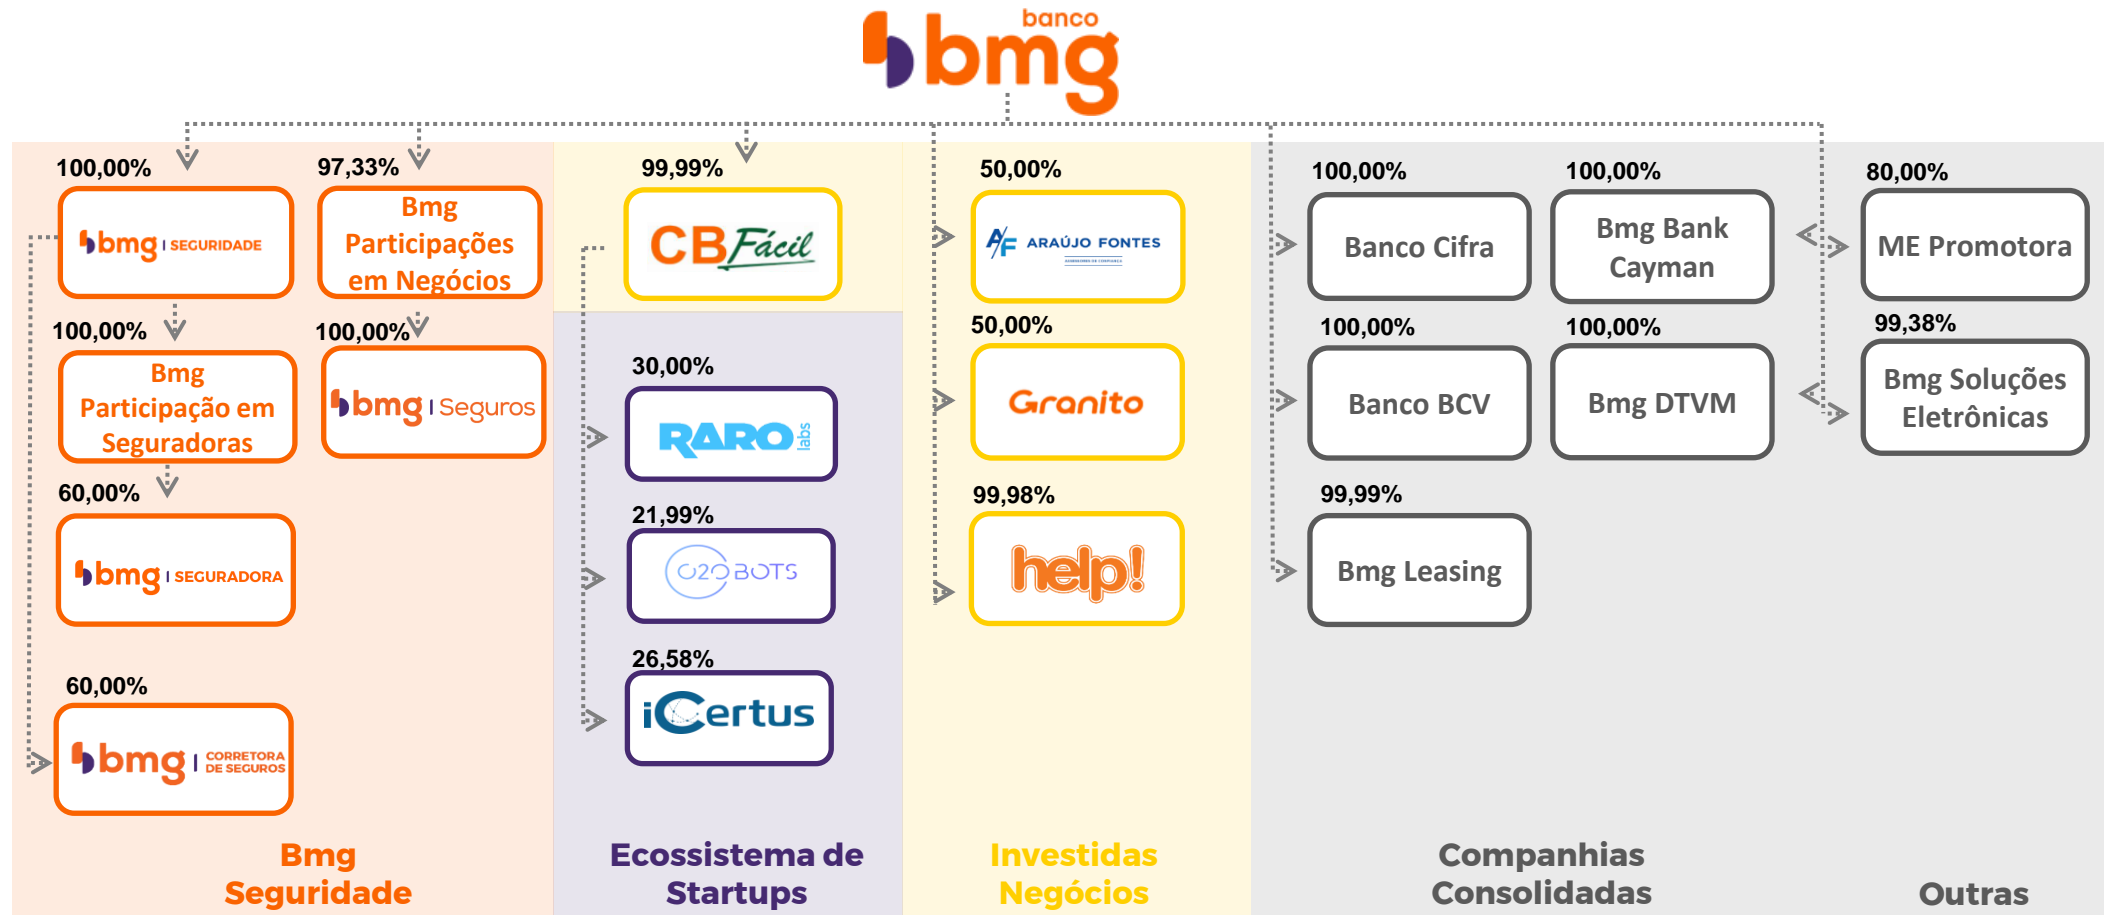 banco
bmg
100,00%
bmg | SEGURIDADE
97,33%
Bmg
Participações
em Negócios
100,00%
Bmg
Participação em
Seguradoras
100,00%
bmg | Seguros
60,00%
bmg | SEGURADORA
60,00%
bmg | CORRETORA
DE SEGUROS
Bmg
Seguridade
99,99%
CB Fácil
30,00%
RARO labs
21,99%
O2OBOTS
26,58%
iCertus
Ecossistema de
Startups
50,00%
A/F ARAÚJO FONTES
50,00%
Granito
99,98%
help!
Investidas
Negócios
100,00%
Banco Cifra
100,00%
Bmg Bank
Cayman
100,00%
Banco BCV
100,00%
Bmg DTVM
99,99%
Bmg Leasing
Companhias
Consolidadas
80,00%
ME Promotora
99,38%
Bmg Soluções
Eletrônicas
Outras